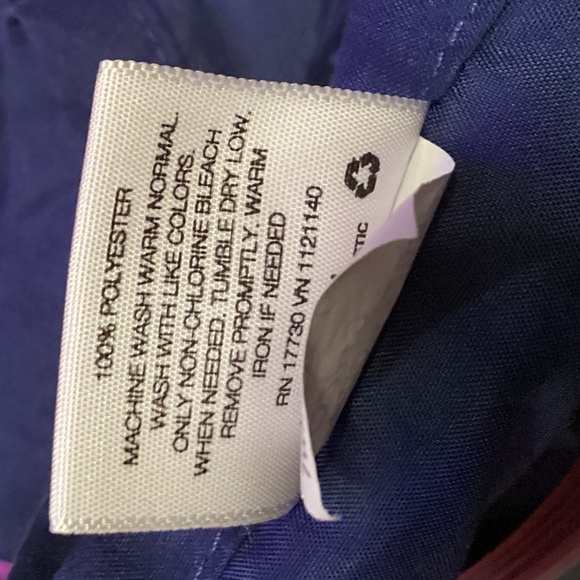 100% POLYESTER
MACHINE WASH WARM NORMAL.
WASH WITH LIKE COLORS.
ONLY NON-CHLORINE BLEACH
WHEN NEEDED. TUMBLE DRY LOW.
REMOVE PROMPTLY. WARM
IRON IF NEEDED
RN 17730 VN 1121140